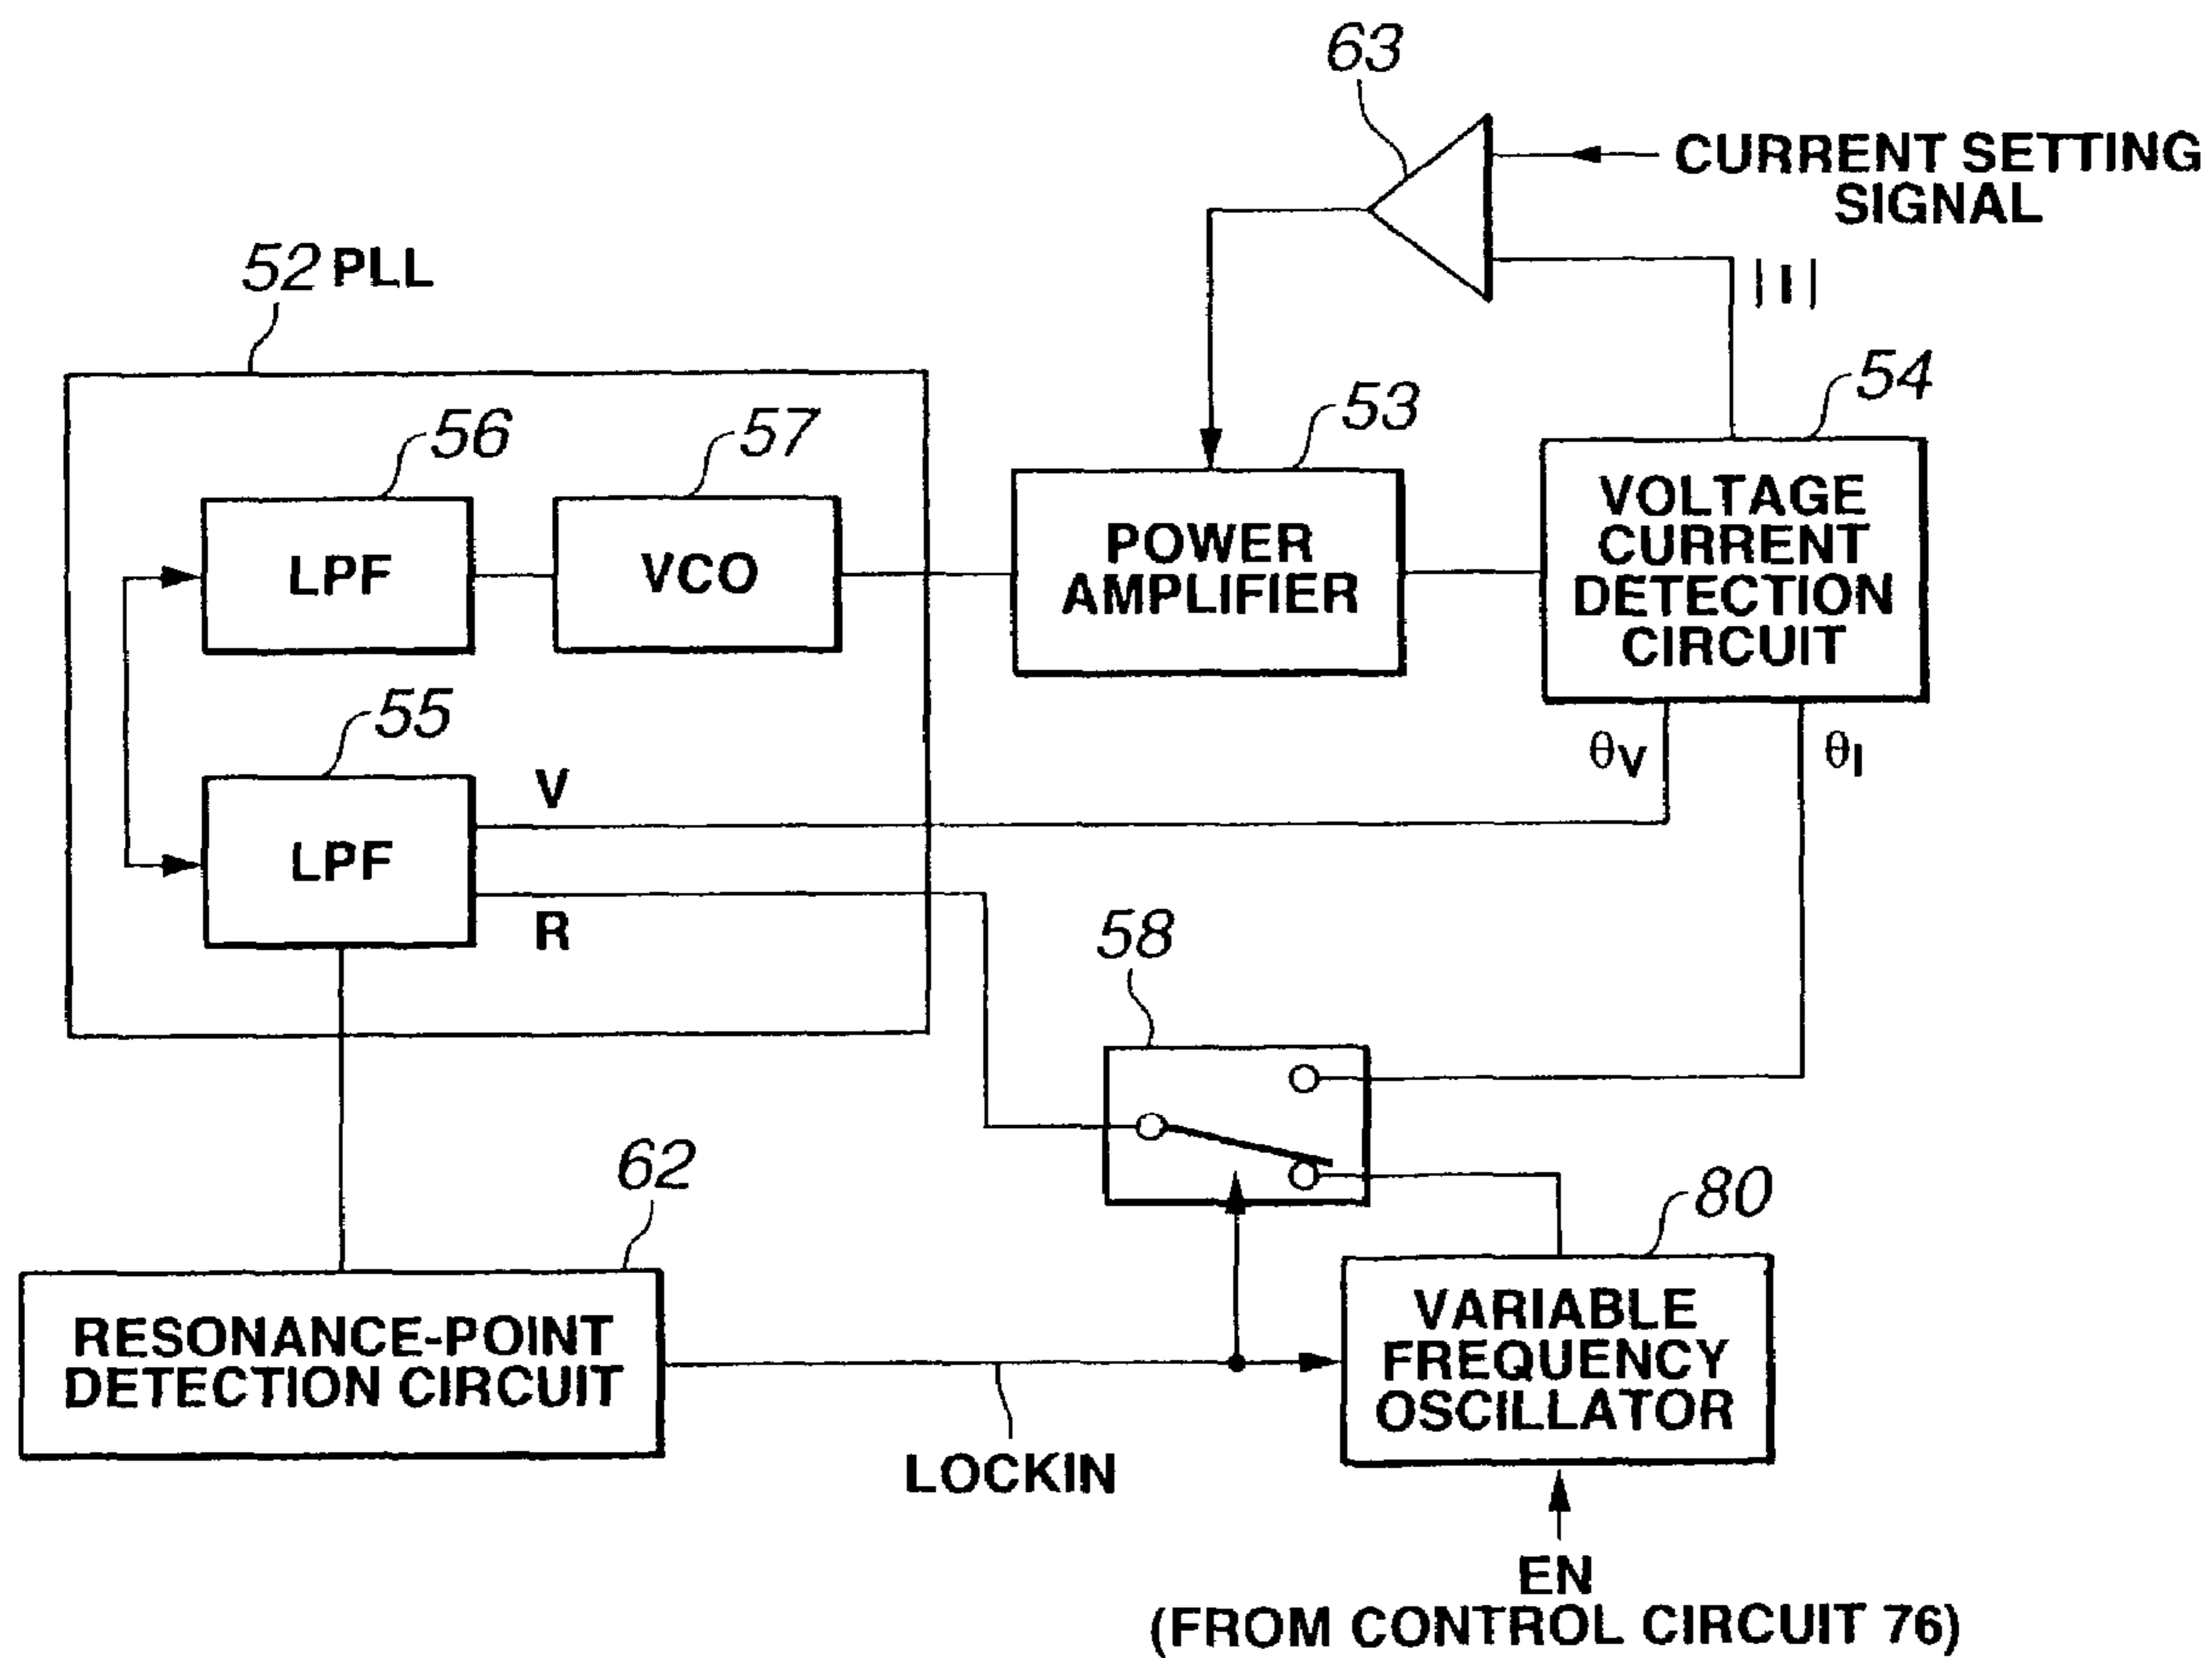 63
CURRENT SETTING
SIGNAL
52 PLL
| I |
54
56
57
53
LPF
VCO
POWER
AMPLIFIER
VOLTAGE
CURRENT
DETECTION
CIRCUIT
55
θV
θI
LPF
V
R
58
62
80
RESONANCE-POINT
DETECTION CIRCUIT
VARIABLE
FREQUENCY
OSCILLATOR
LOCKIN
EN
(FROM CONTROL CIRCUIT 76)